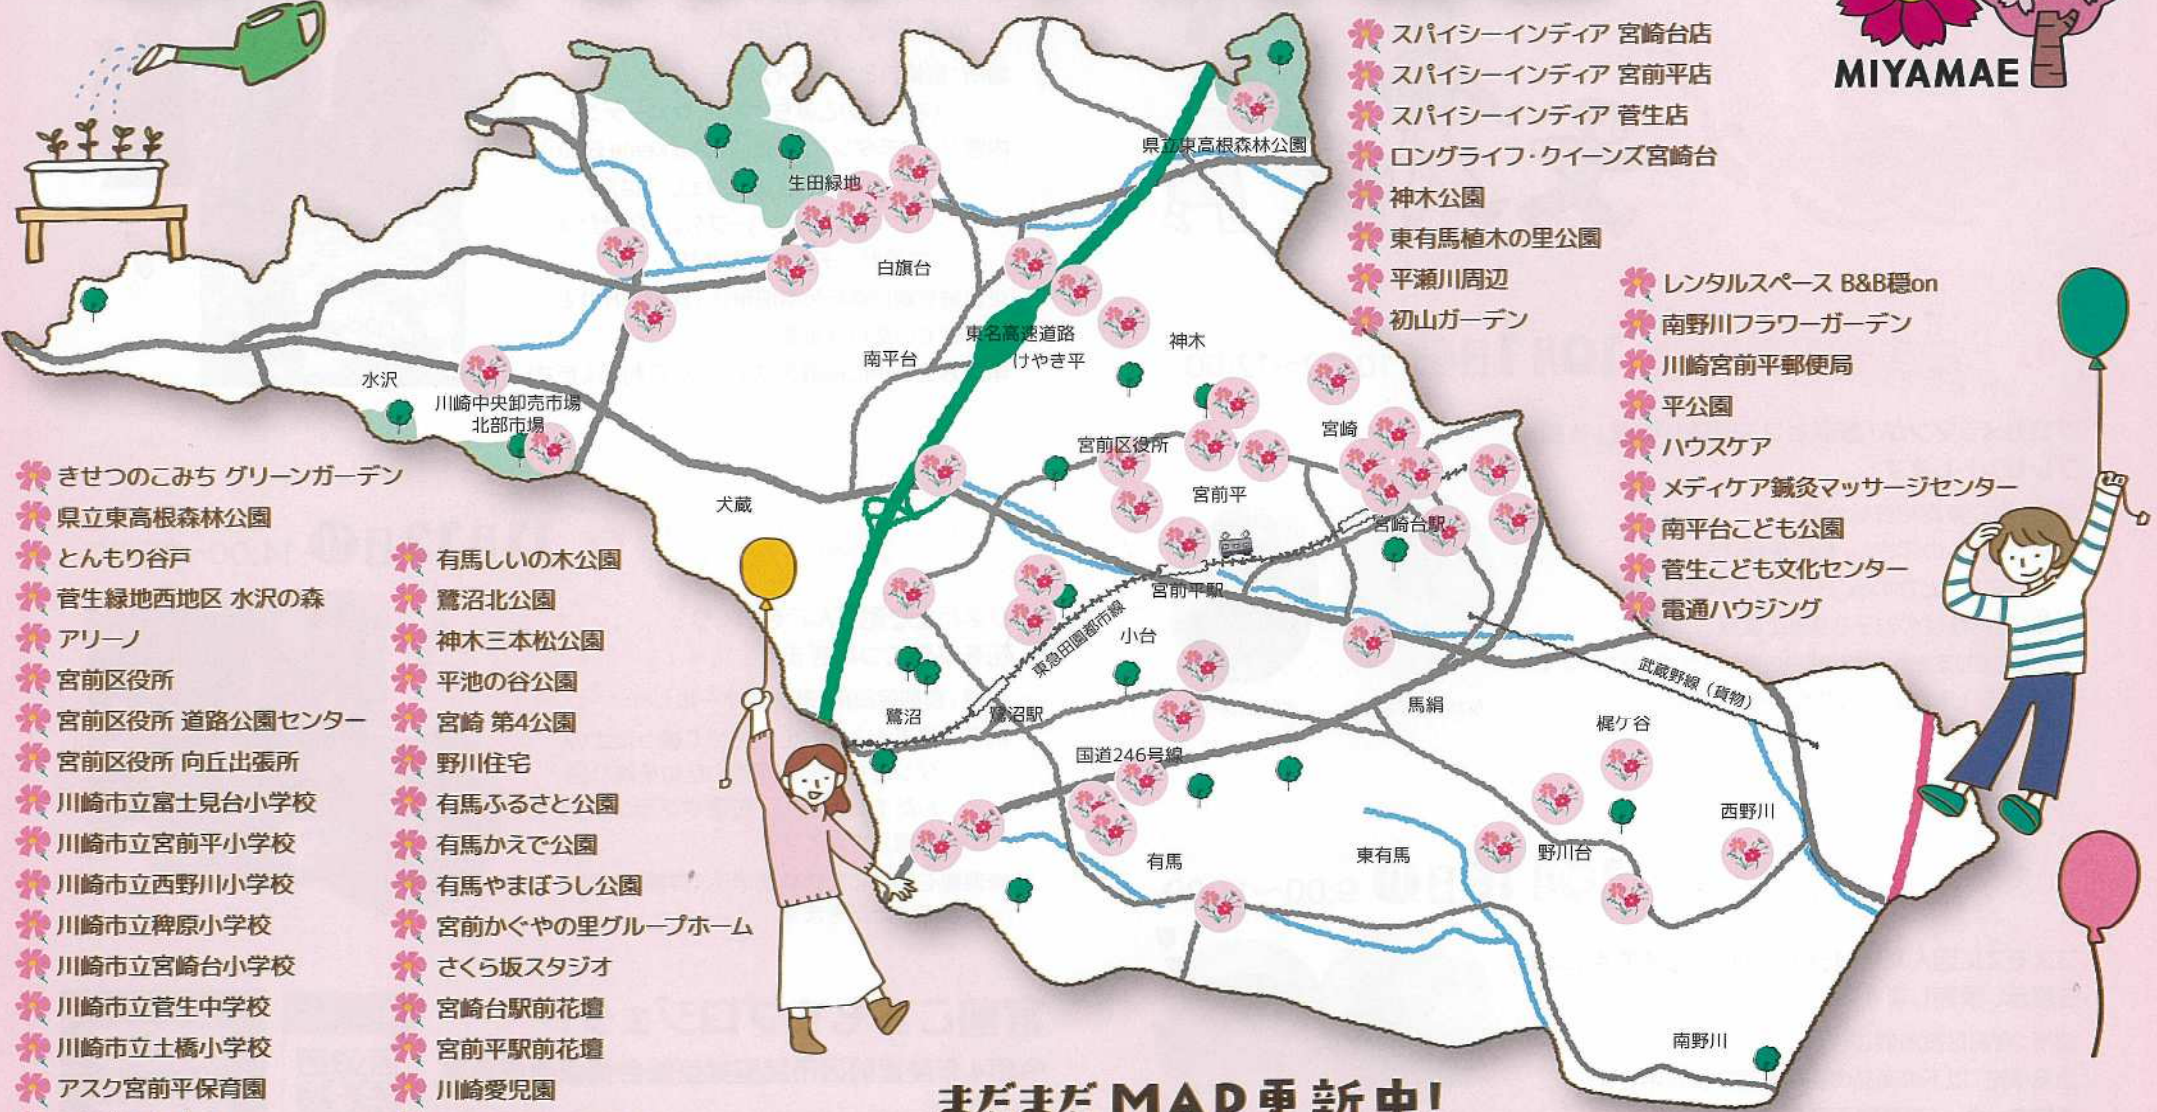 MIYAMAE
スパイシーインディア 宮崎台店
スパイシーインディア 宮前平店
スパイシーインディア 菅生店
ロングライフ・クイーンズ宮崎台
神木公園
東有馬植木の里公園
平瀬川周辺
初山ガーデン
レンタルスペース B&B穏on
南野川フラワーガーデン
川崎宮前平郵便局
平公園
ハウスケア
メディケア鍼灸マッサージセンター
南平台こども公園
菅生こども文化センター
電通ハウジング
県立東高根森林公園
生田緑地
白旗台
東名高速道路
けやき平
南平台
神木
水沢
川崎中央卸売市場
北部市場
宮前区役所
宮崎
犬蔵
宮前平
宮崎台駅
宮前平駅
東急田園都市線
小台
鷺沼
鷺沼駅
馬絹
武蔵野線（貨物）
梶ケ谷
国道246号線
西野川
有馬
東有馬
野川台
南野川
きせつのこみち グリーンガーデン
県立東高根森林公園
とんもり谷戸
菅生緑地西地区 水沢の森
アリーノ
宮前区役所
宮前区役所 道路公園センター
宮前区役所 向丘出張所
川崎市立富士見台小学校
川崎市立宮前平小学校
川崎市立西野川小学校
川崎市立稗原小学校
川崎市立宮崎台小学校
川崎市立菅生中学校
川崎市立土橋小学校
アスク宮前平保育園
有馬しいの木公園
鷺沼北公園
神木三本松公園
平池の谷公園
宮崎 第4公園
野川住宅
有馬ふるさと公園
有馬かえで公園
有馬やまぼうし公園
宮前かぐやの里グループホーム
さくら坂スタジオ
宮崎台駅前花壇
宮前平駅前花壇
川崎愛児園
まだまだMAP更新中!